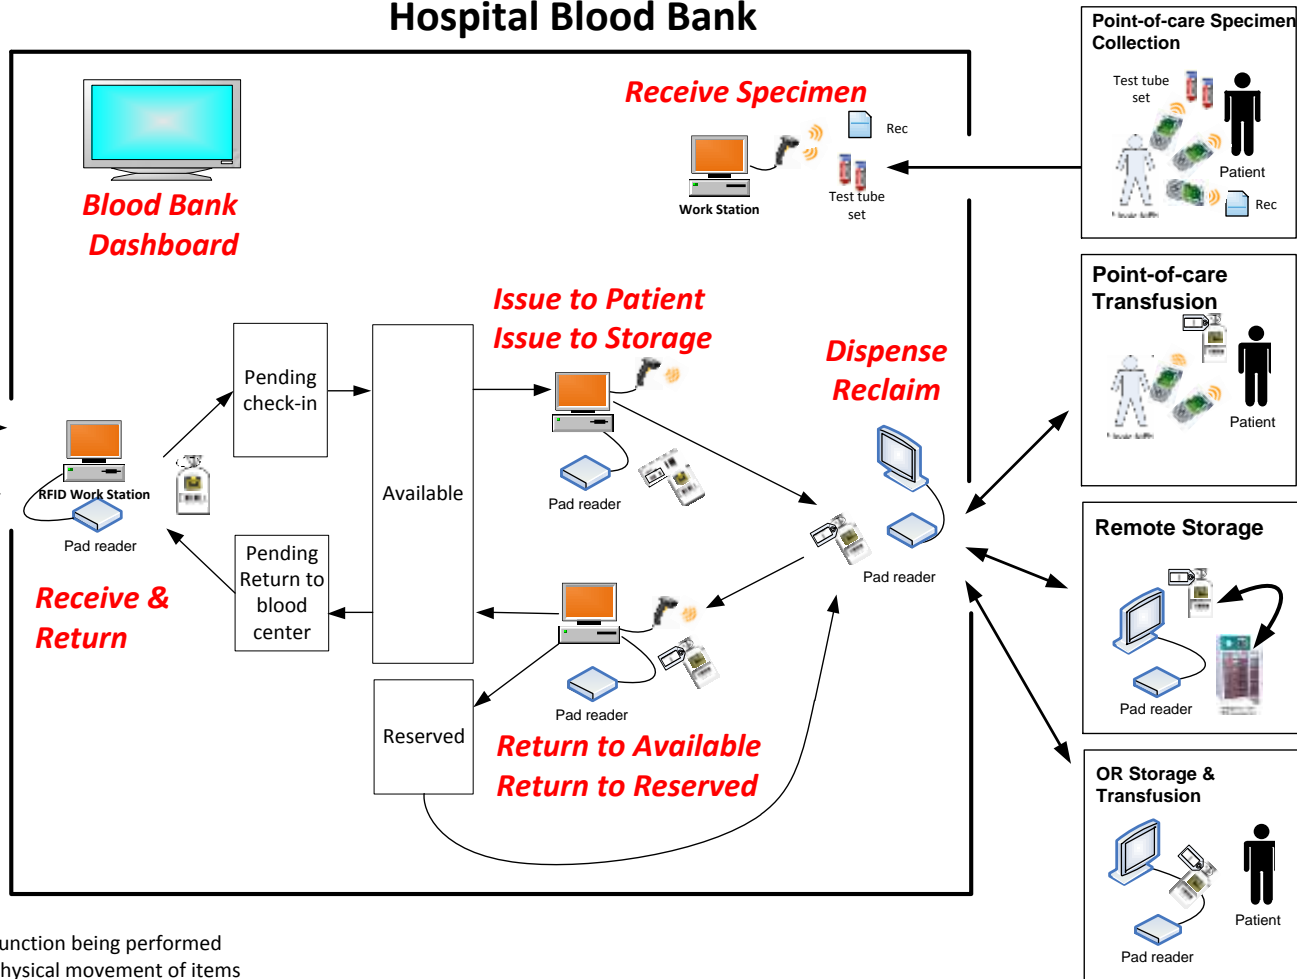 Hospital Blood Bank
Point-of-care Specimen
Collection
Test tube
set
Patient
Rec
Receive Specimen
Rec
Work Station
Test tube
set
Blood Bank
Dashboard
Point-of-care
Transfusion
Patient
Issue to Patient
Issue to Storage
Dispense
Reclaim
Pending
check-in
Available
Pad reader
RFID Work Station
Pad reader
Receive &
Return
Pending
Return to
blood
center
Pad reader
Pad reader
Reserved
Return to Available
Return to Reserved
Remote Storage
Pad reader
OR Storage &
Transfusion
Patient
Pad reader
unction being performed
hysical movement of items